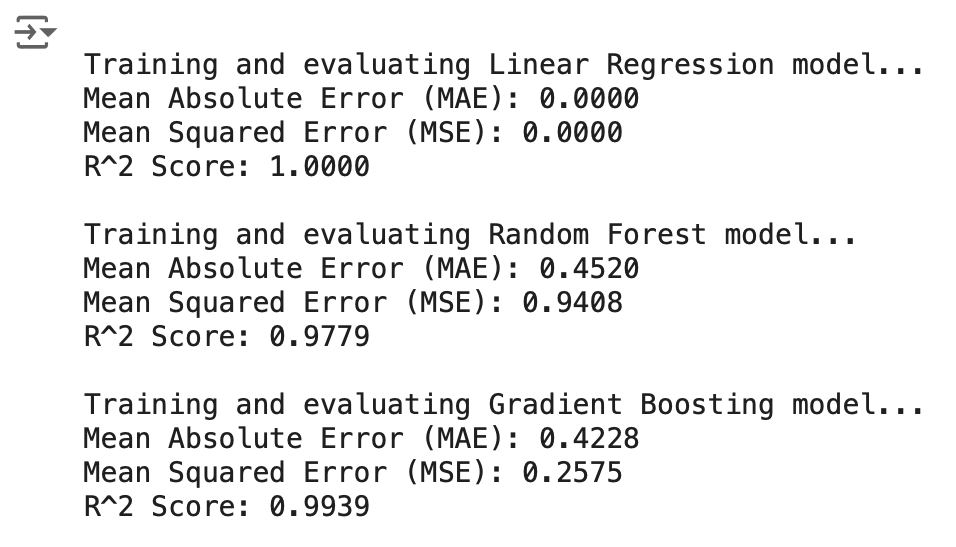 Training and evaluating Linear Regression model...
Mean Absolute Error (MAE): 0.0000
Mean Squared Error (MSE): 0.0000
R^2 Score: 1.0000
Training and evaluating Random Forest model...
Mean Absolute Error (MAE): 0.4520
Mean Squared Error (MSE): 0.9408
R^2 Score: 0.9779
Training and evaluating Gradient Boosting model...
Mean Absolute Error (MAE): 0.4228
Mean Squared Error (MSE): 0.2575
R^2 Score: 0.9939